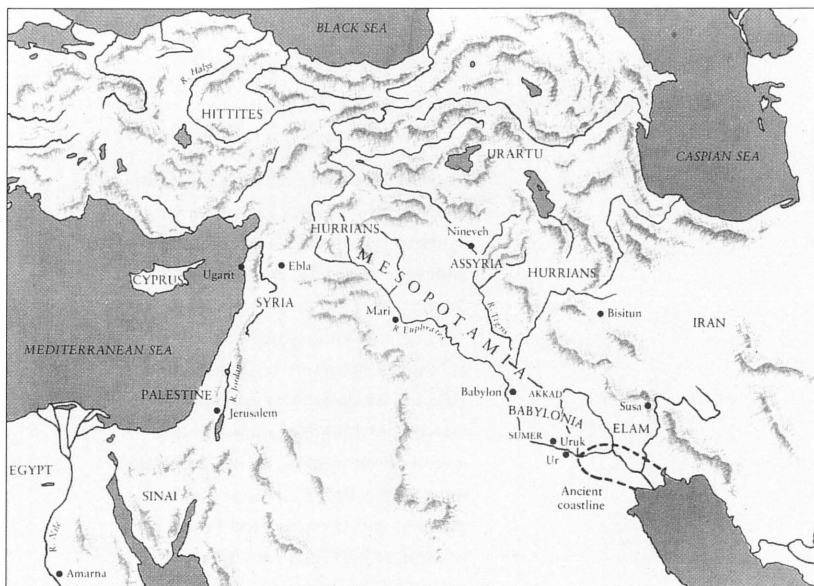 BLACK SEA
R. Halys
HITTITES
URARTU
CASPIAN SEA
HURRIANS
Nineveh
ASSYRIA
HURRIANS
MESOPOTAMIA
CYPRUS
Ugarit
Ebla
SYRIA
Mari
R. Euphrates
R. Tigris
Bisitun
IRAN
MEDITERRANEAN SEA
PALESTINE
R. Jordan
Jerusalem
Babylon
AKKAD
BABYLONIA
Susa
ELAM
SUMER
Uruk
Ur
EGYPT
SINAI
Ancient
coastline
R. Nile
Amarna